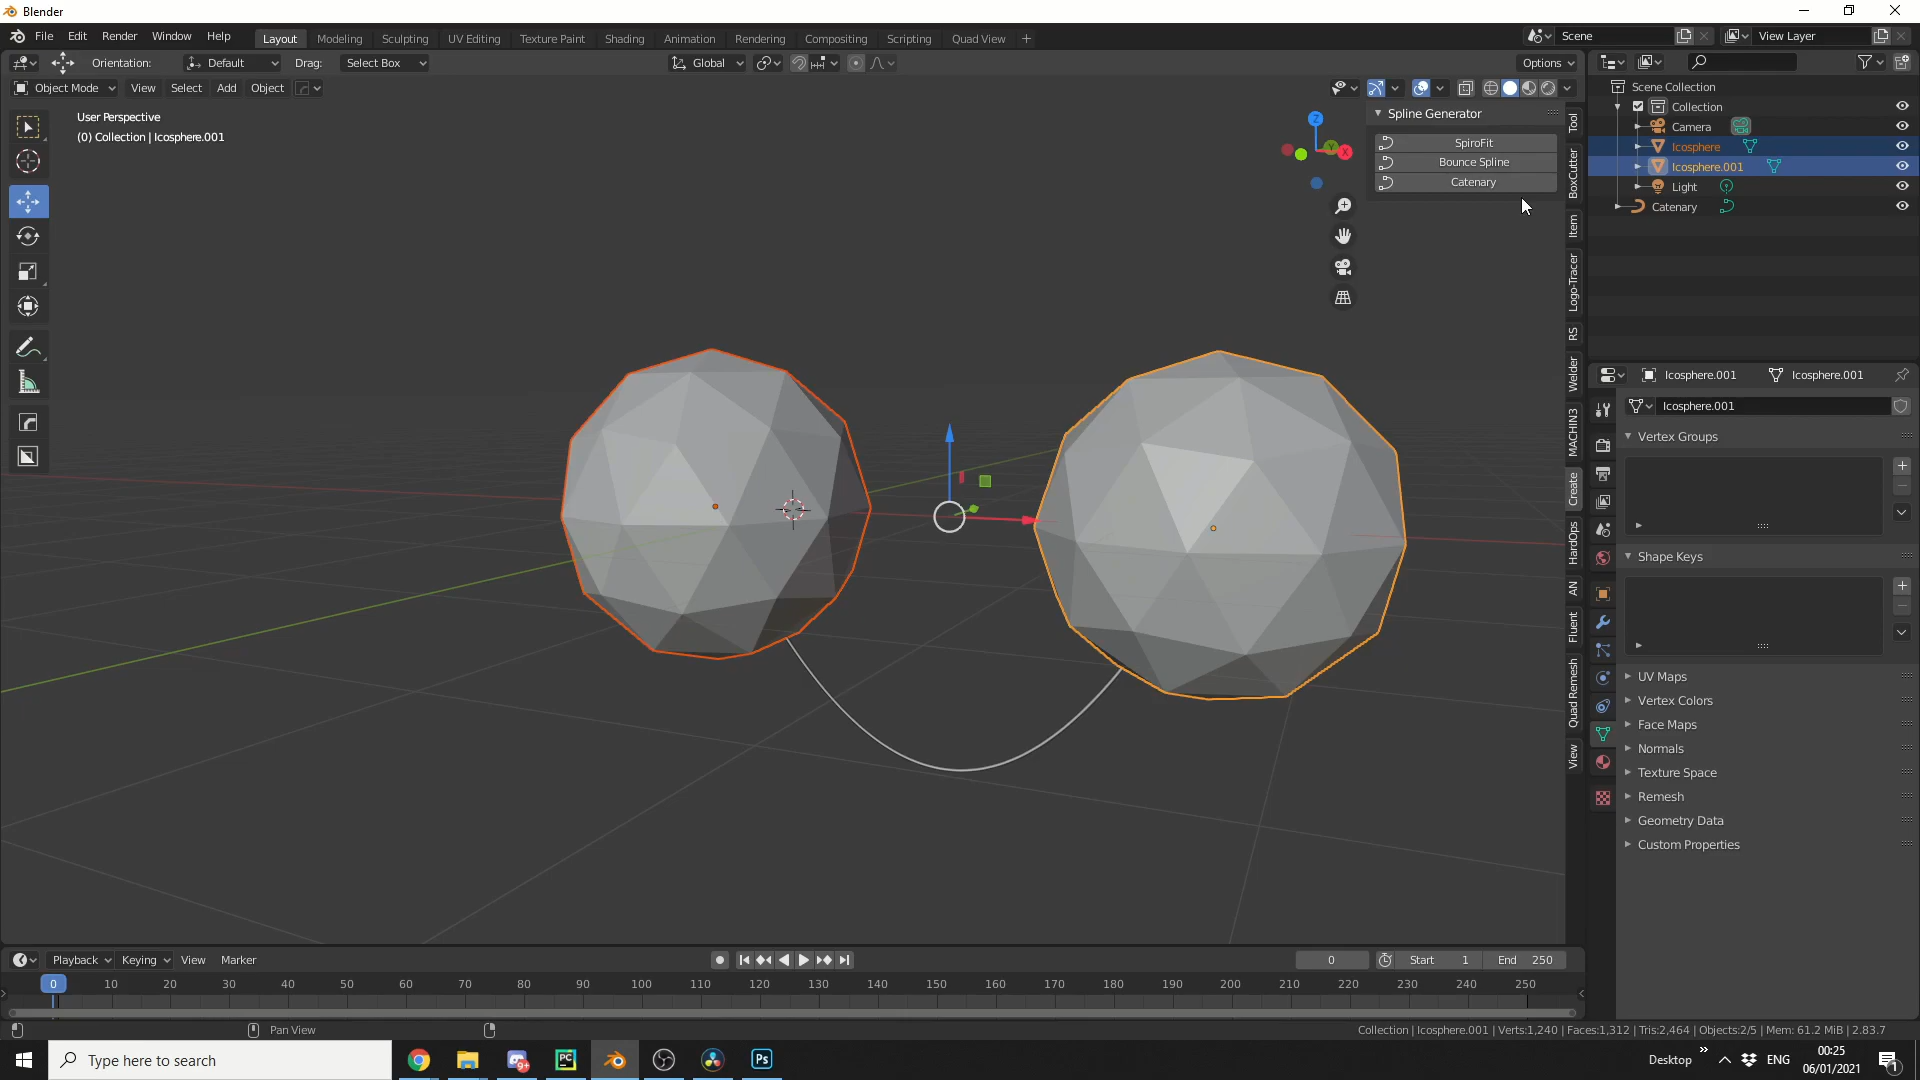 Blender
File Edit Render Window Help
Layout Modeling Sculpting UV Editing Texture Paint Shading Animation Rendering Compositing Scripting Quad View +
Scene
View Layer
Orientation: Default Drag: Select Box
Global
Options
Object Mode View Select Add Object
User Perspective
(0) Collection | Icosphere.001
Spline Generator
SpiroFit
Bounce Spline
Catenary
Z
Y
X
Tool
BoxCutter
Item
Logo-Tracer
RS
Welder
MACHIN3
Create
HardOps
AN
Fluent
Quad Remesh
View
Scene Collection
Collection
Camera
Icosphere
Icosphere.001
Light
Catenary
Icosphere.001 Icosphere.001
Icosphere.001
Vertex Groups
Shape Keys
UV Maps
Vertex Colors
Face Maps
Normals
Texture Space
Remesh
Geometry Data
Custom Properties
Playback Keying View Marker
0 Start 1 End 250
0 10 20 30 40 50 60 70 80 90 100 110 120 130 140 150 160 170 180 190 200 210 220 230 240 250
Pan View
Collection | Icosphere.001 | Verts:1,240 | Faces:1,312 | Tris:2,464 | Objects:2/5 | Mem: 61.2 MiB | 2.83.7
Type here to search
9+
PC
Ps
Desktop
ENG
00:25
06/01/2021
1